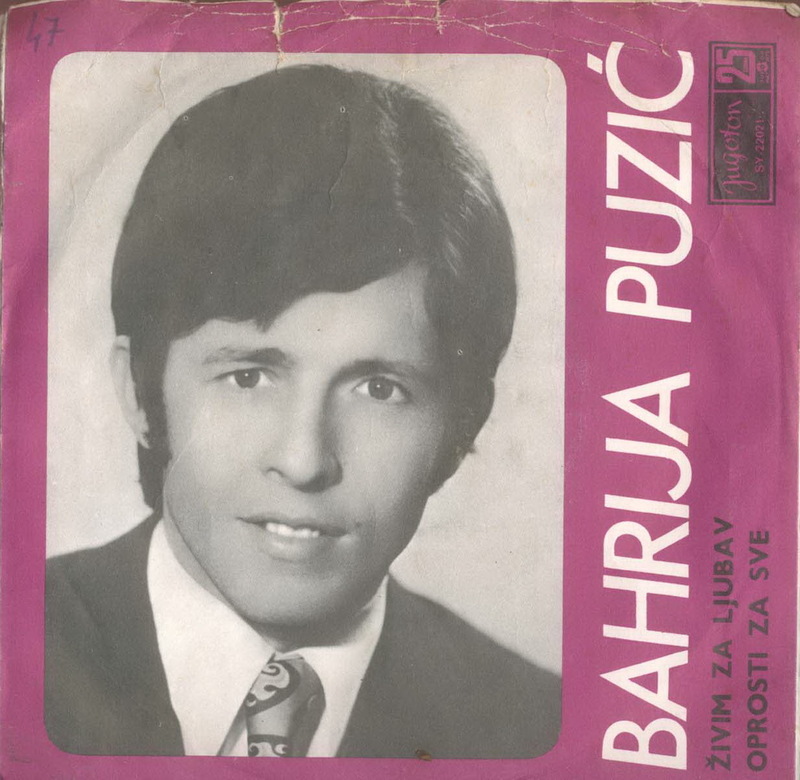 47
BAHRIJA PUZIĆ
ŽIVIM ZA LJUBAV
OPROSTI ZA SVE
Jugoton
25